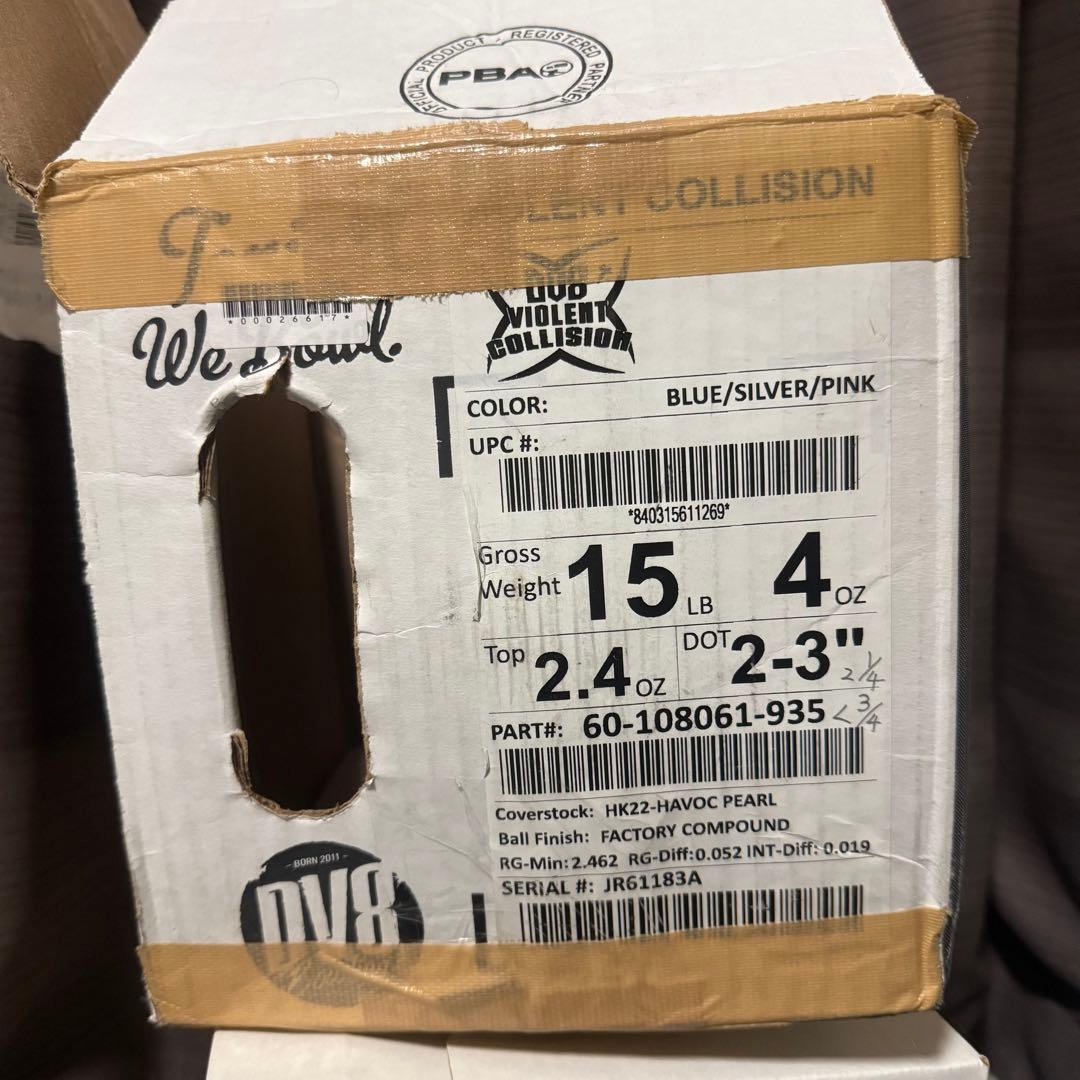 OFFICIAL PRODUCT . REGISTERED PARTNER
PBA
COLLISION
*000026617*
We Bowl.
DV8
VIOLENT
COLLISION
COLOR: BLUE/SILVER/PINK
UPC #:
*840315611269*
Gross Weight 15 LB 4 OZ
Top 2.4 OZ DOT 2-3"
2 1/4
PART#: 60-108061-935 < 3/4
Coverstock: HK22-HAVOC PEARL
Ball Finish: FACTORY COMPOUND
RG-Min: 2.462 RG-Diff:0.052 INT-Diff: 0.019
SERIAL #: JR61183A
- BORN 2011 -
DV8